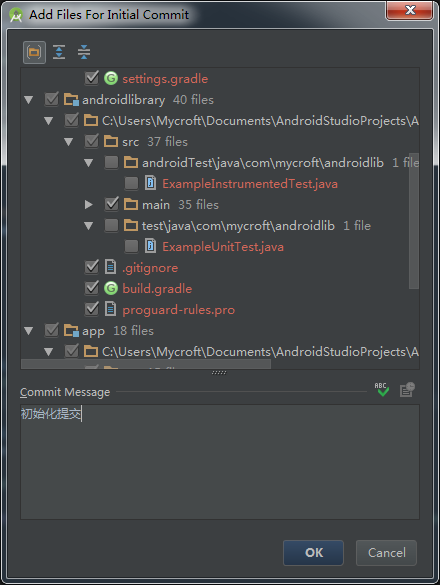 Add Files For Initial Commit
settings.gradle
androidlibrary 40 files
C:\Users\Mycroft\Documents\AndroidStudioProjects\A
src 37 files
androidTest\java\com\mycroft\androidlib 1 file
ExampleInstrumentedTest.java
main 35 files
test\java\com\mycroft\androidlib 1 file
ExampleUnitTest.java
.gitignore
build.gradle
proguard-rules.pro
app 18 files
C:\Users\Mycroft\Documents\AndroidStudioProjects\A
Commit Message
ABC
初始化提交
OK
Cancel